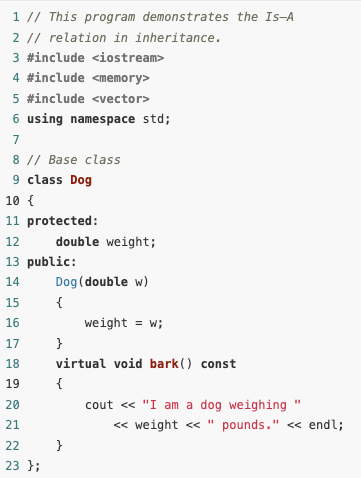 1 // This program demonstrates the Is–A
2 // relation in inheritance.
3 #include <iostream>
4 #include <memory>
5 #include <vector>
6 using namespace std;
7
8 // Base class
9 class Dog
10 {
11 protected:
12     double weight;
13 public:
14     Dog(double w)
15     {
16         weight = w;
17     }
18     virtual void bark() const
19     {
20         cout << "I am a dog weighing "
21             << weight << " pounds." << endl;
22     }
23 };